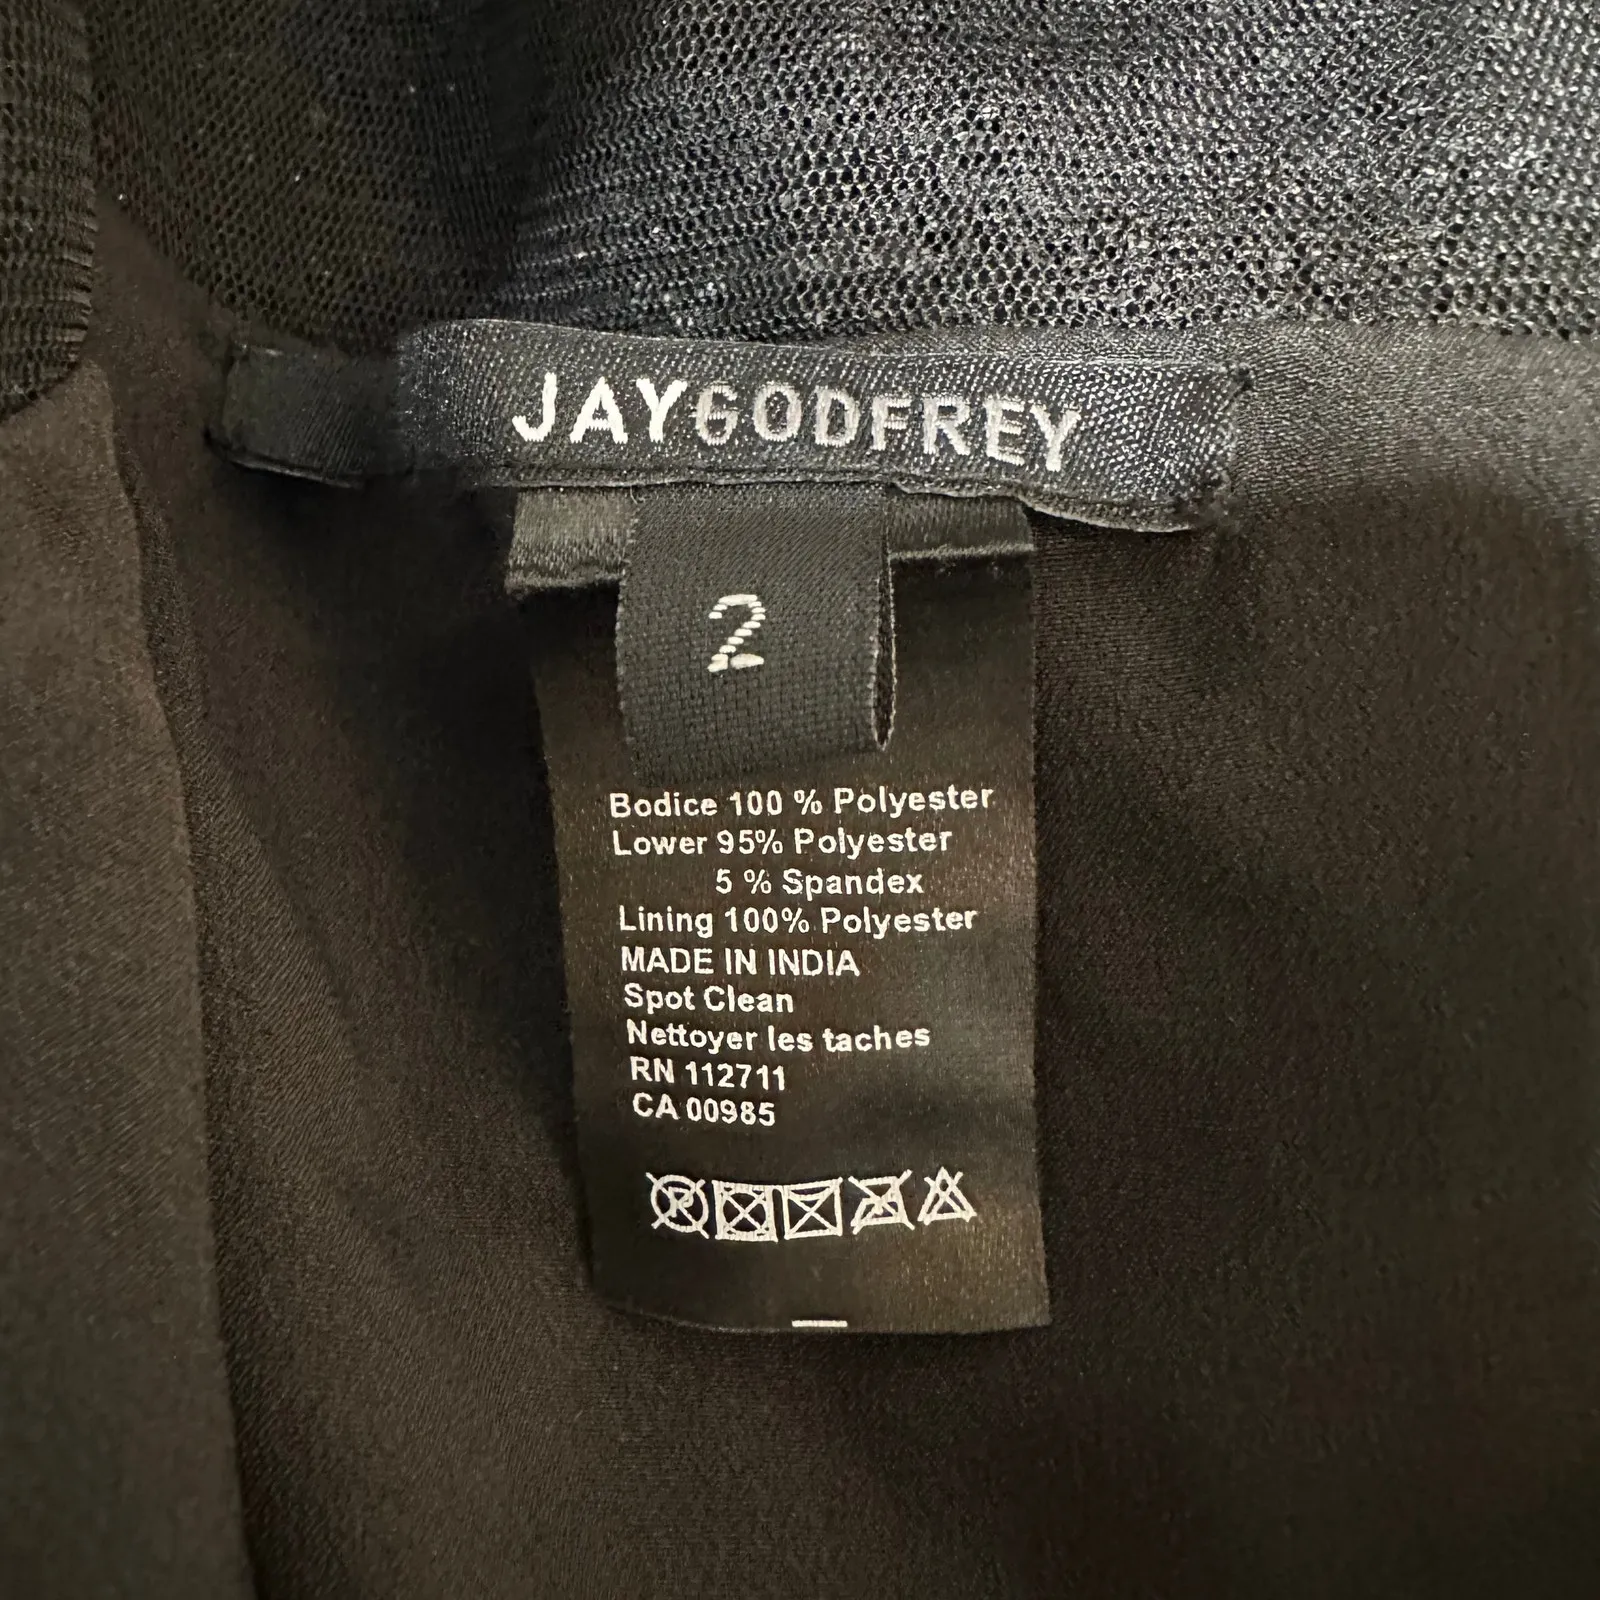 JAYGODFREY
2
Bodice 100 % Polyester
Lower 95% Polyester
5 % Spandex
Lining 100% Polyester
MADE IN INDIA
Spot Clean
Nettoyer les taches
RN 112711
CA 00985